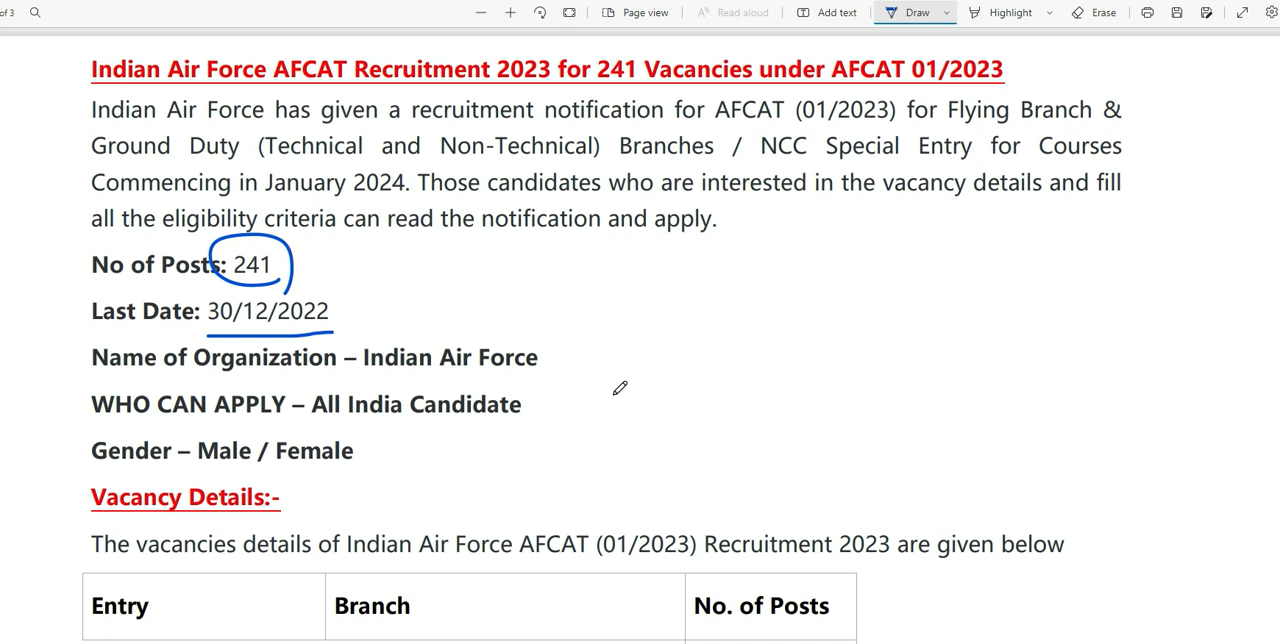 of 3 Page view Read aloud Add text Draw Highlight Erase
Indian Air Force AFCAT Recruitment 2023 for 241 Vacancies under AFCAT 01/2023
Indian Air Force has given a recruitment notification for AFCAT (01/2023) for Flying Branch &
Ground Duty (Technical and Non-Technical) Branches / NCC Special Entry for Courses
Commencing in January 2024. Those candidates who are interested in the vacancy details and fill
all the eligibility criteria can read the notification and apply.
No of Posts: 241
Last Date: 30/12/2022
Name of Organization – Indian Air Force
WHO CAN APPLY – All India Candidate
Gender – Male / Female
Vacancy Details:-
The vacancies details of Indian Air Force AFCAT (01/2023) Recruitment 2023 are given below
Entry Branch No. of Posts